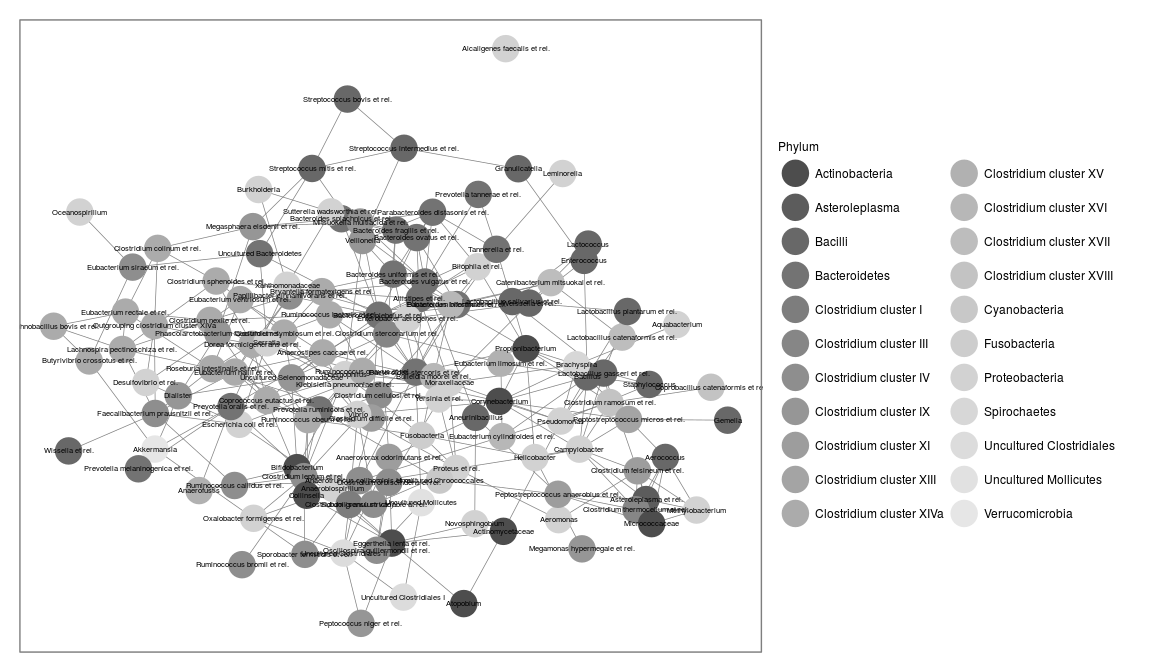 Alcaligenes faecalis et rel.
Streptococcus bovis et rel.
Streptococcus intermedius et rel.
Streptococcus mitis et rel.
Granulicatella
Leminorella
Burkholderia
Prevotella tannerae et rel.
Oceanospirillum
Sutterella wadsworthia et rel.
Parabacteroides distasonis et rel.
Megasphaera elsdenii et rel.
Bacteroides fragilis et rel.
Bacteroides ovatus et rel.
Veillonella
Lactococcus
Clostridium colinum et rel.
Uncultured Bacteroidetes
Tannerella et rel.
Enterococcus
Eubacterium siraeum et rel.
Bilophila et rel.
Bacteroides uniformis et rel.
Clostridium sphenoides et rel.
Bacteroides vulgatus et rel.
Catenibacterium mitsuokai et rel.
Xanthomonadaceae
Bryantella formatexigens et rel.
Eubacterium ventriosum et rel.
Alistipes et rel.
Lactobacillus plantarum et rel.
Eubacterium rectale et rel.
Outgrouping clostridium cluster XIVa
Aquabacterium
Clostridium nexile et rel.
Enterobacter aerogenes et rel.
Clostridium stercorarium et rel.
Lactobacillus catenaformis et rel.
Lachnospira pectinoschiza et rel.
Dorea formicigenerans et rel.
Serratia
Anaerostipes caccae et rel.
Propionibacterium
Butyrivibrio crossotus et rel.
Eubacterium limosum et rel.
Brachyspira
Roseburia intestinalis et rel.
Uncultured Selenomonadaceae
Lactobacillus gasseri et rel.
Desulfovibrio et rel.
Klebsiella pneumoniae et rel.
Moraxellaceae
Staphylococcus
Coprobacillus catenaformis et rel.
Dialister
Clostridium cellulosi et rel.
Yersinia et rel.
Corynebacterium
Clostridium ramosum et rel.
Coprococcus eutactus et rel.
Prevotella oralis et rel.
Prevotella ruminicola et rel.
Faecalibacterium prausnitzii et rel.
Vibrio
Aneurinibacillus
Pseudomonas
Peptostreptococcus micros et rel.
Gemella
Escherichia coli et rel.
Ruminococcus obeum et rel.
Fusobacteria
Eubacterium cylindroides et rel.
Wissella et rel.
Akkermansia
Campylobacter
Anaerovorax odorimutans et rel.
Helicobacter
Aerococcus
Prevotella melaninogenica et rel.
Bifidobacterium
Proteus et rel.
Clostridium felsineum et rel.
Clostridium leptum et rel.
Ruminococcus callidus et rel.
Anaerofustis
Anaerobiospirillum
Collinsella
Peptostreptococcus anaerobius et rel.
Asteroleplasma et rel.
Uncultured Mollicutes
Clostridium thermocellum et rel.
Methylobacterium
Oxalobacter formigenes et rel.
Novosphingobium
Aeromonas
Micrococcaceae
Actinomycetaceae
Eggerthella lenta et rel.
Megamonas hypermegale et rel.
Oscillospira guillermondii et rel.
Sporobacter termitidis et rel.
Ruminococcus bromii et rel.
Uncultured Clostridiales I
Atopobium
Peptococcus niger et rel.
Phylum
Actinobacteria
Asteroleplasma
Bacilli
Bacteroidetes
Clostridium cluster I
Clostridium cluster III
Clostridium cluster IV
Clostridium cluster IX
Clostridium cluster XI
Clostridium cluster XIII
Clostridium cluster XIVa
Clostridium cluster XV
Clostridium cluster XVI
Clostridium cluster XVII
Clostridium cluster XVIII
Cyanobacteria
Fusobacteria
Proteobacteria
Spirochaetes
Uncultured Clostridiales
Uncultured Mollicutes
Verrucomicrobia